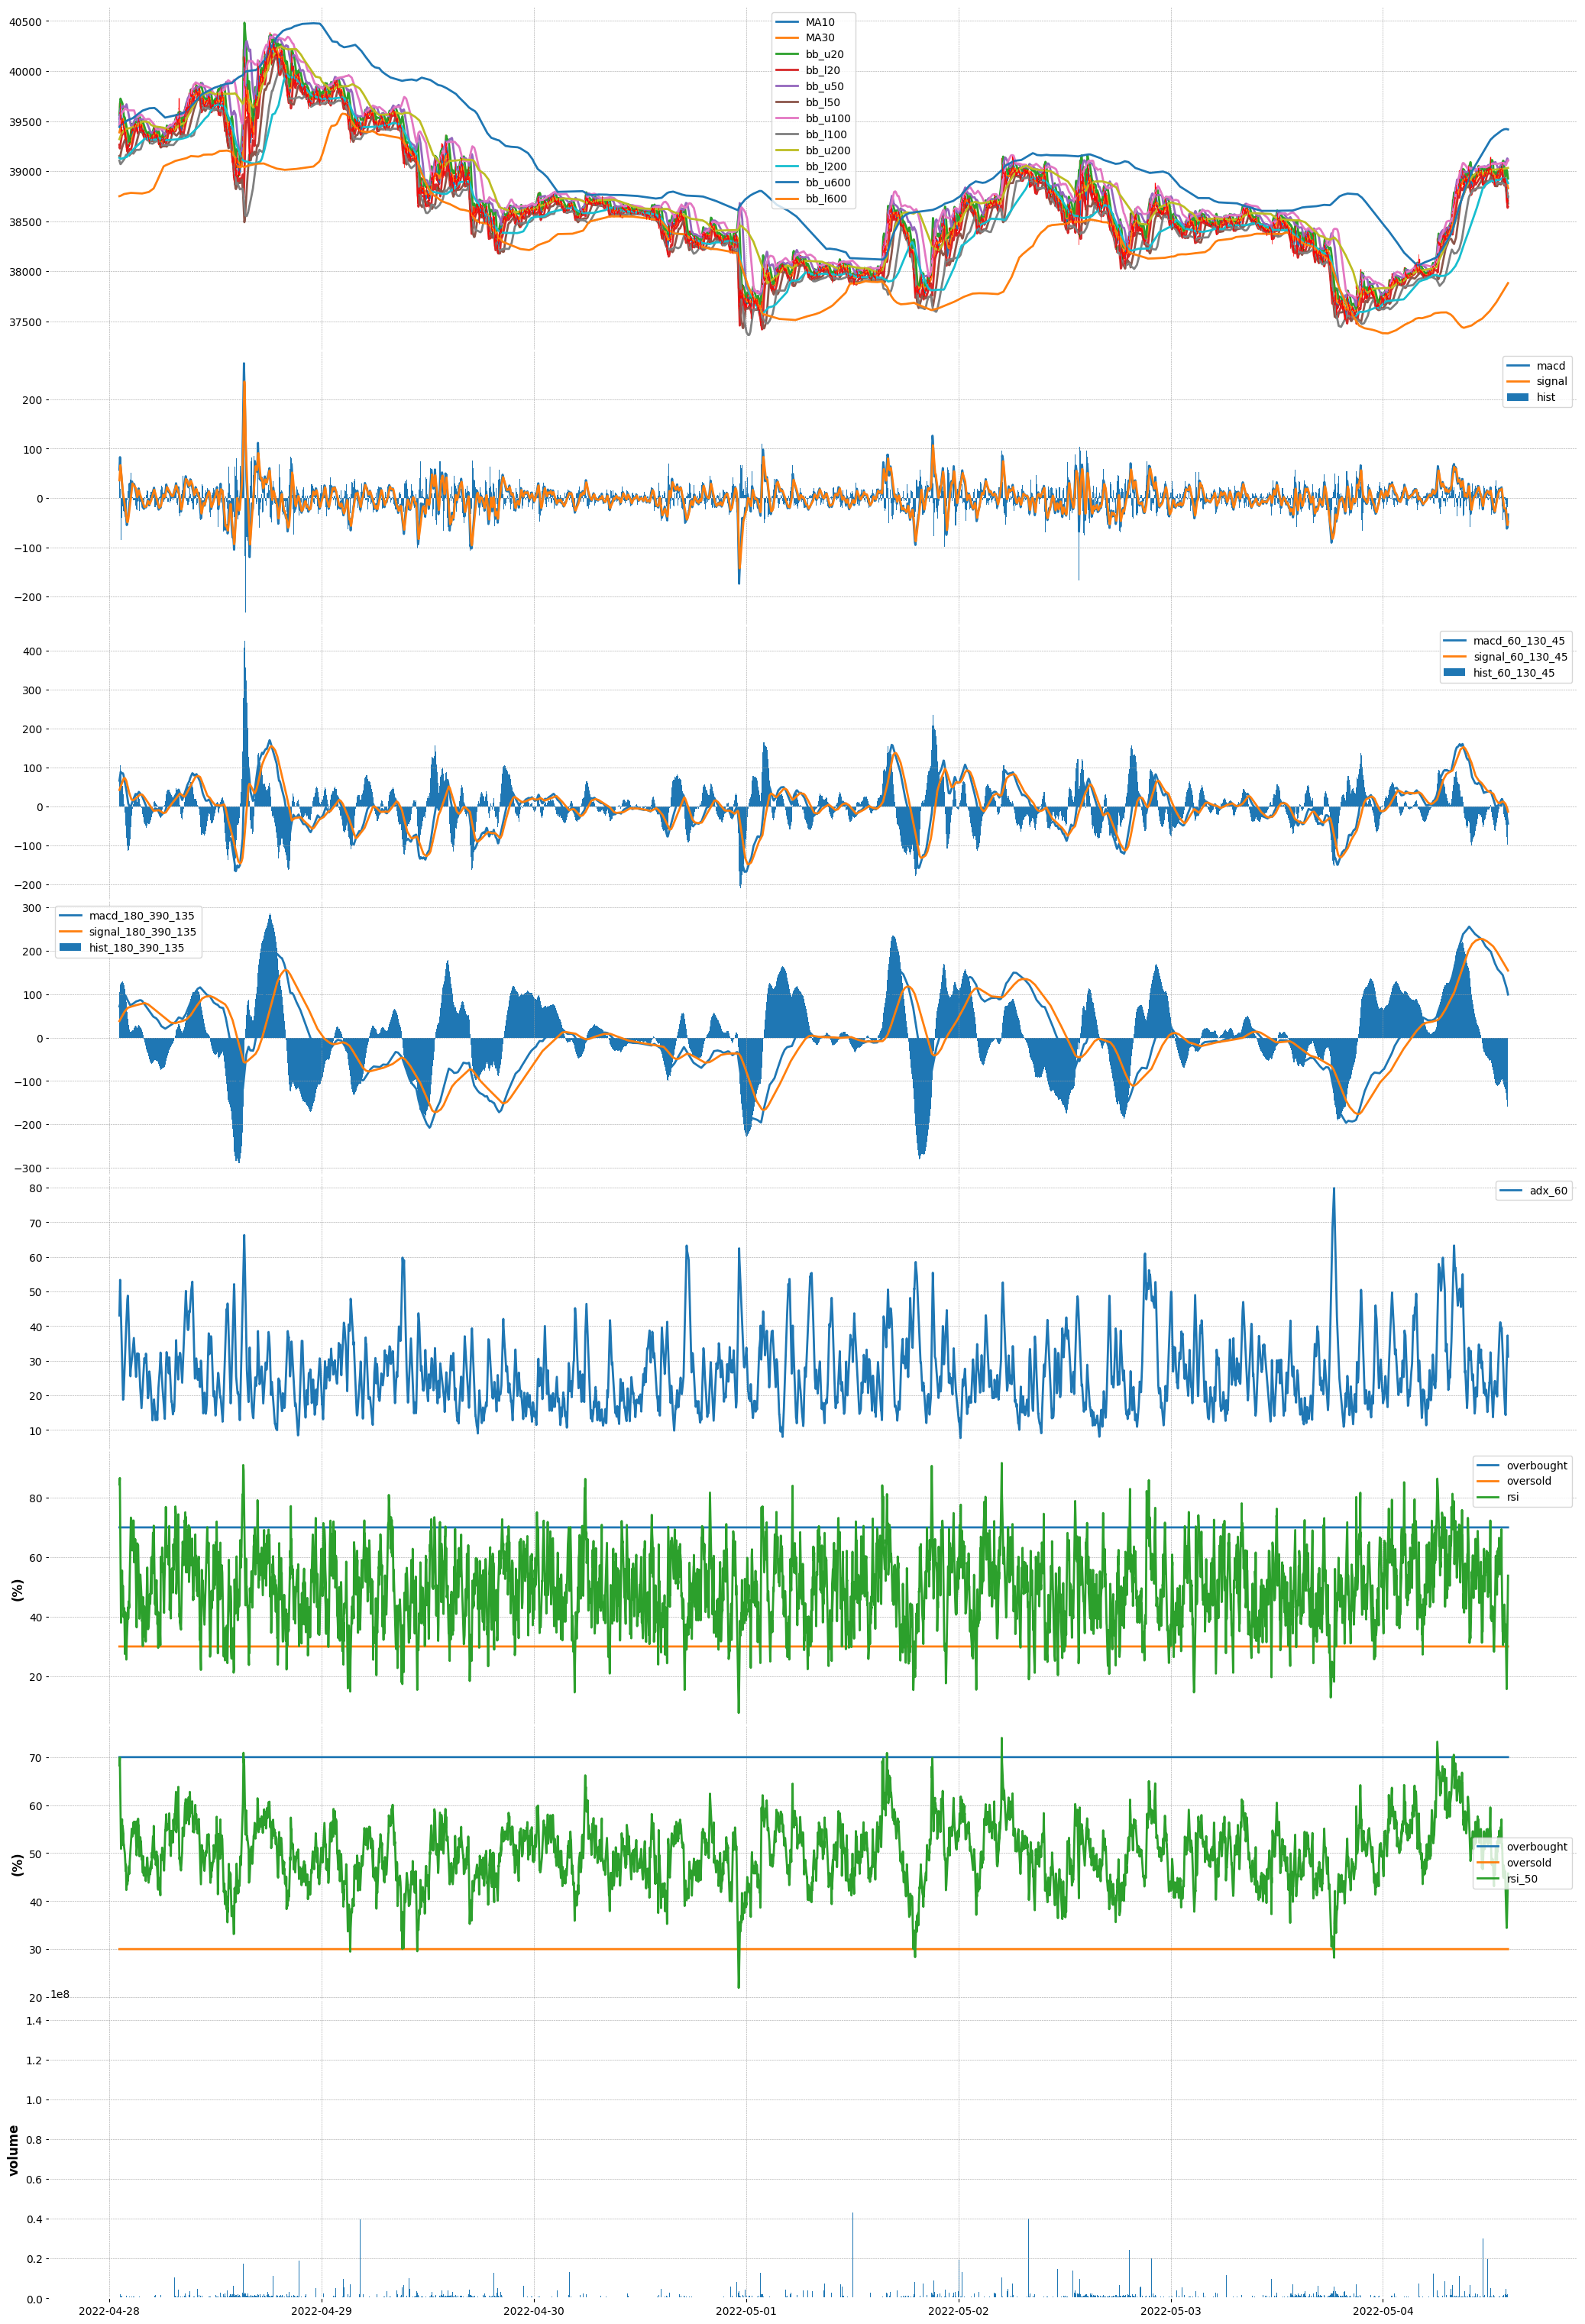 40500
40000
39500
39000
38500
38000
37500
MA10
MA30
bb_u20
bb_l20
bb_u50
bb_l50
bb_u100
bb_l100
bb_u200
bb_l200
bb_u600
bb_l600
200
100
0
−100
−200
macd
signal
hist
400
300
200
100
0
−100
−200
macd_60_130_45
signal_60_130_45
hist_60_130_45
300
200
100
0
−100
−200
−300
macd_180_390_135
signal_180_390_135
hist_180_390_135
80
70
60
50
40
30
20
10
adx_60
80
60
40
20
(%)
overbought
oversold
rsi
70
60
50
40
30
20
(%)
overbought
oversold
rsi_50
1e8
1.4
1.2
1.0
0.8
0.6
0.4
0.2
0.0
volume
2022-04-28
2022-04-29
2022-04-30
2022-05-01
2022-05-02
2022-05-03
2022-05-04